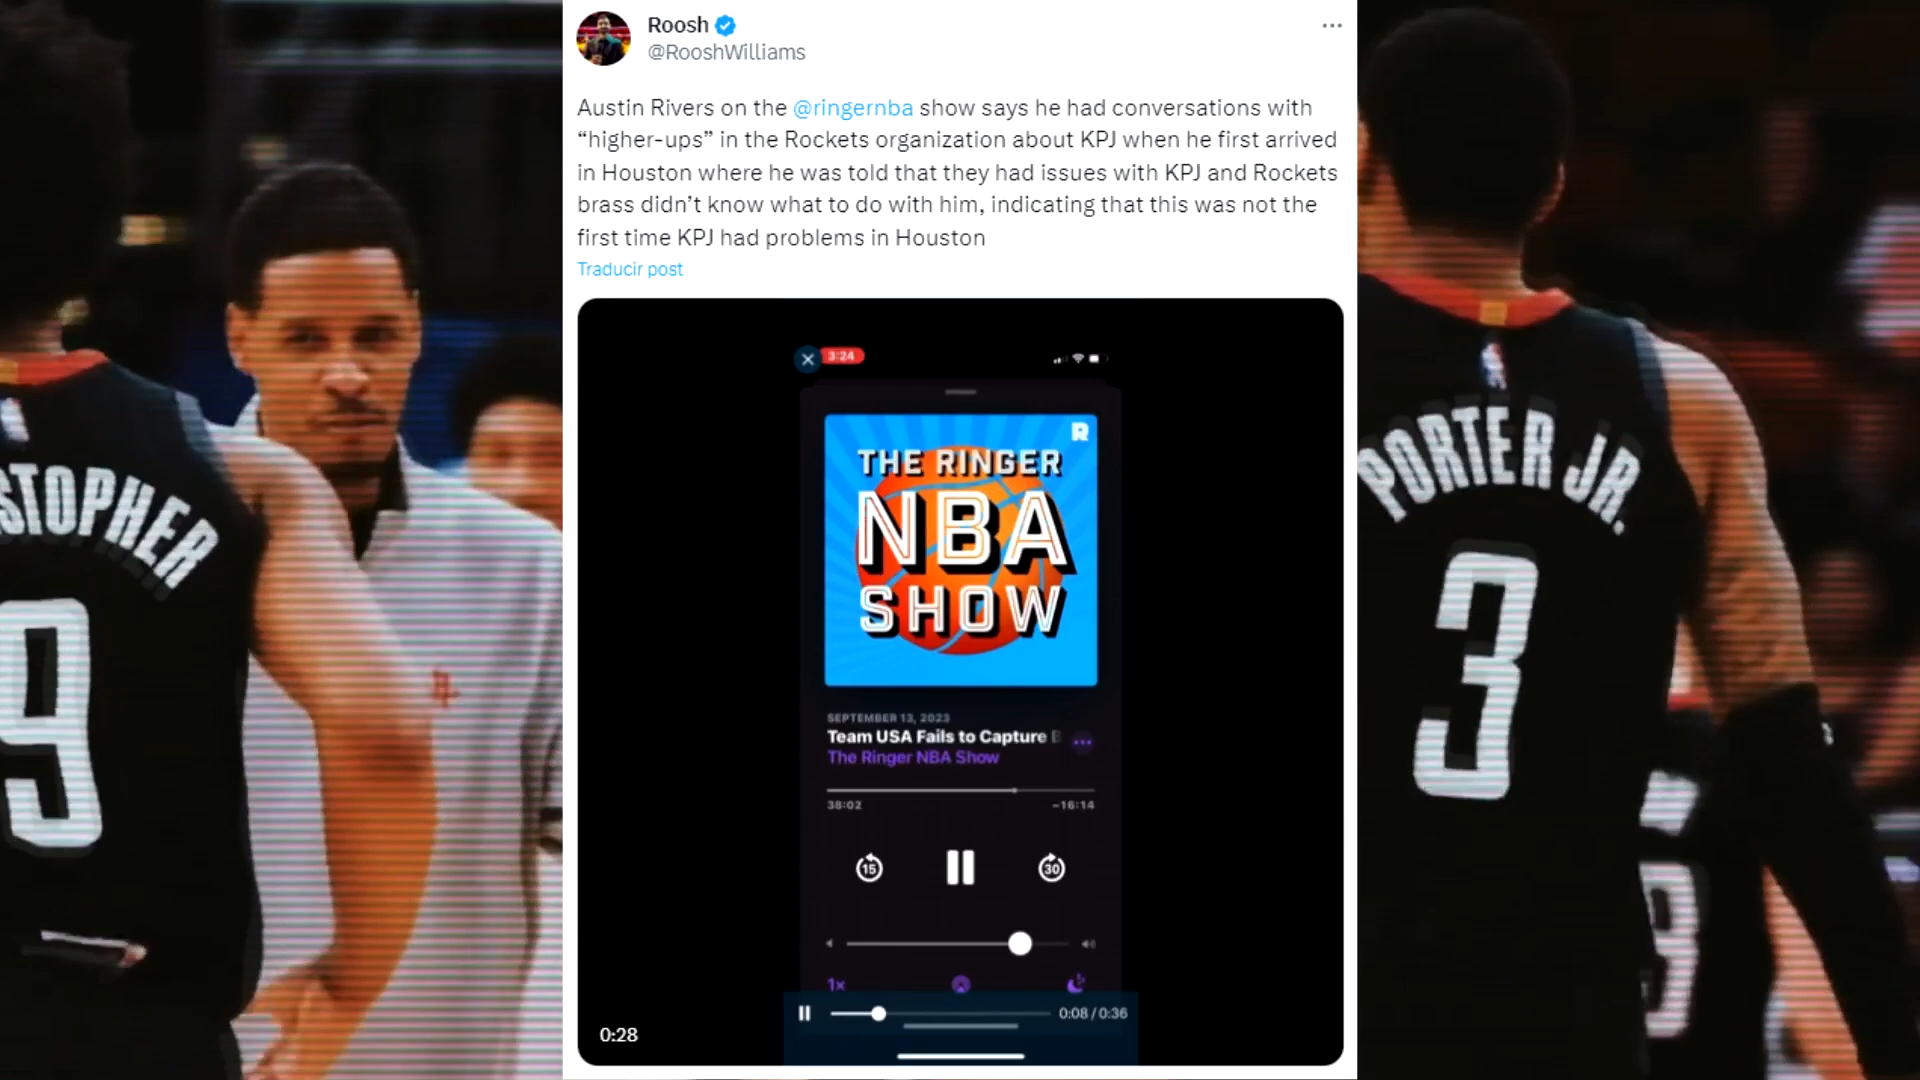 Roosh
@RooshWilliams
Austin Rivers on the @ringernba show says he had conversations with
“higher-ups” in the Rockets organization about KPJ when he first arrived
in Houston where he was told that they had issues with KPJ and Rockets
brass didn’t know what to do with him, indicating that this was not the
first time KPJ had problems in Houston
Traducir post
3:24
R
THE RINGER
NBA
SHOW
SEPTEMBER 13, 2023
Team USA Fails to Capture
The Ringer NBA Show
38:02
-16:14
15
30
1x
0:08 / 0:36
0:28
STOPHER
9
PORTER JR.
3